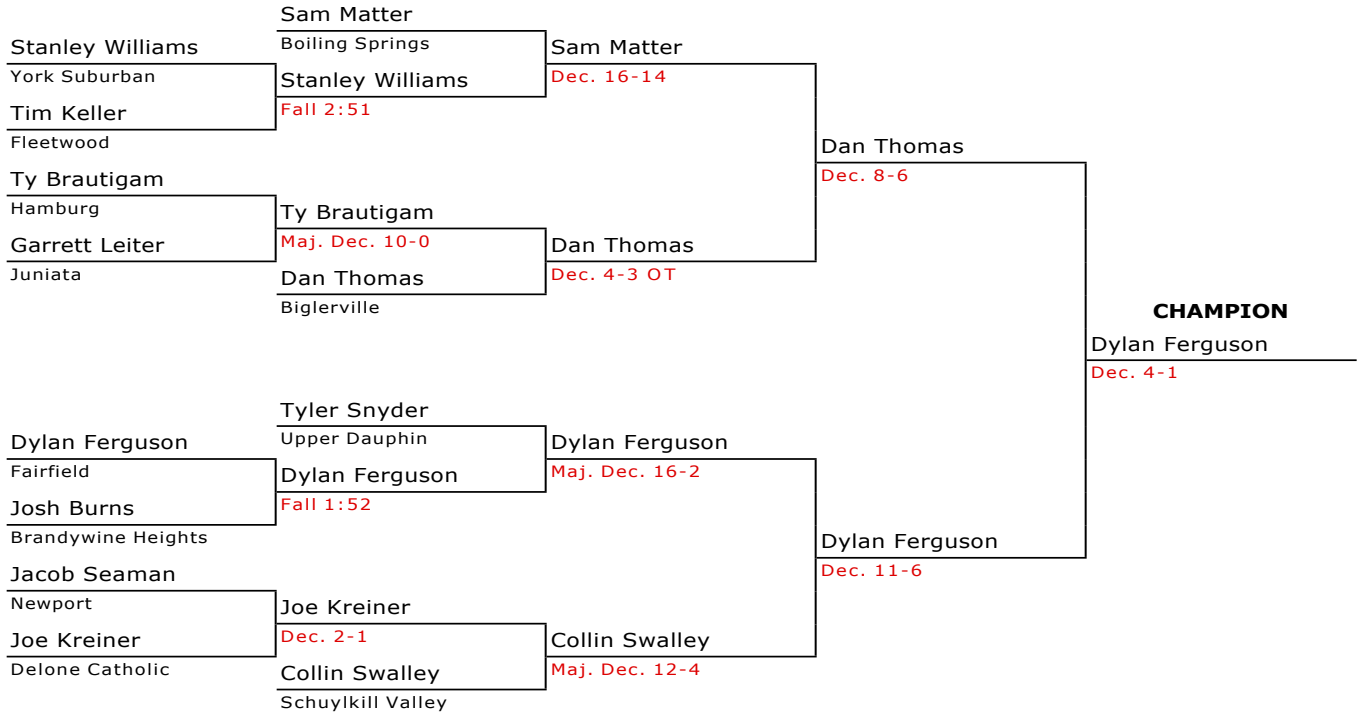 Sam Matter
Stanley Williams
Boiling Springs
Sam Matter
York Suburban
Stanley Williams
Dec. 16-14
Tim Keller
Fall 2:51
Fleetwood
Dan Thomas
Ty Brautigam
Dec. 8-6
Hamburg
Ty Brautigam
Garrett Leiter
Maj. Dec. 10-0
Dan Thomas
Juniata
Dan Thomas
Dec. 4-3 OT
Biglerville
CHAMPION
Dylan Ferguson
Dec. 4-1
Tyler Snyder
Dylan Ferguson
Upper Dauphin
Dylan Ferguson
Fairfield
Dylan Ferguson
Maj. Dec. 16-2
Josh Burns
Fall 1:52
Brandywine Heights
Dylan Ferguson
Jacob Seaman
Dec. 11-6
Newport
Joe Kreiner
Joe Kreiner
Dec. 2-1
Collin Swalley
Delone Catholic
Collin Swalley
Maj. Dec. 12-4
Schuylkill Valley